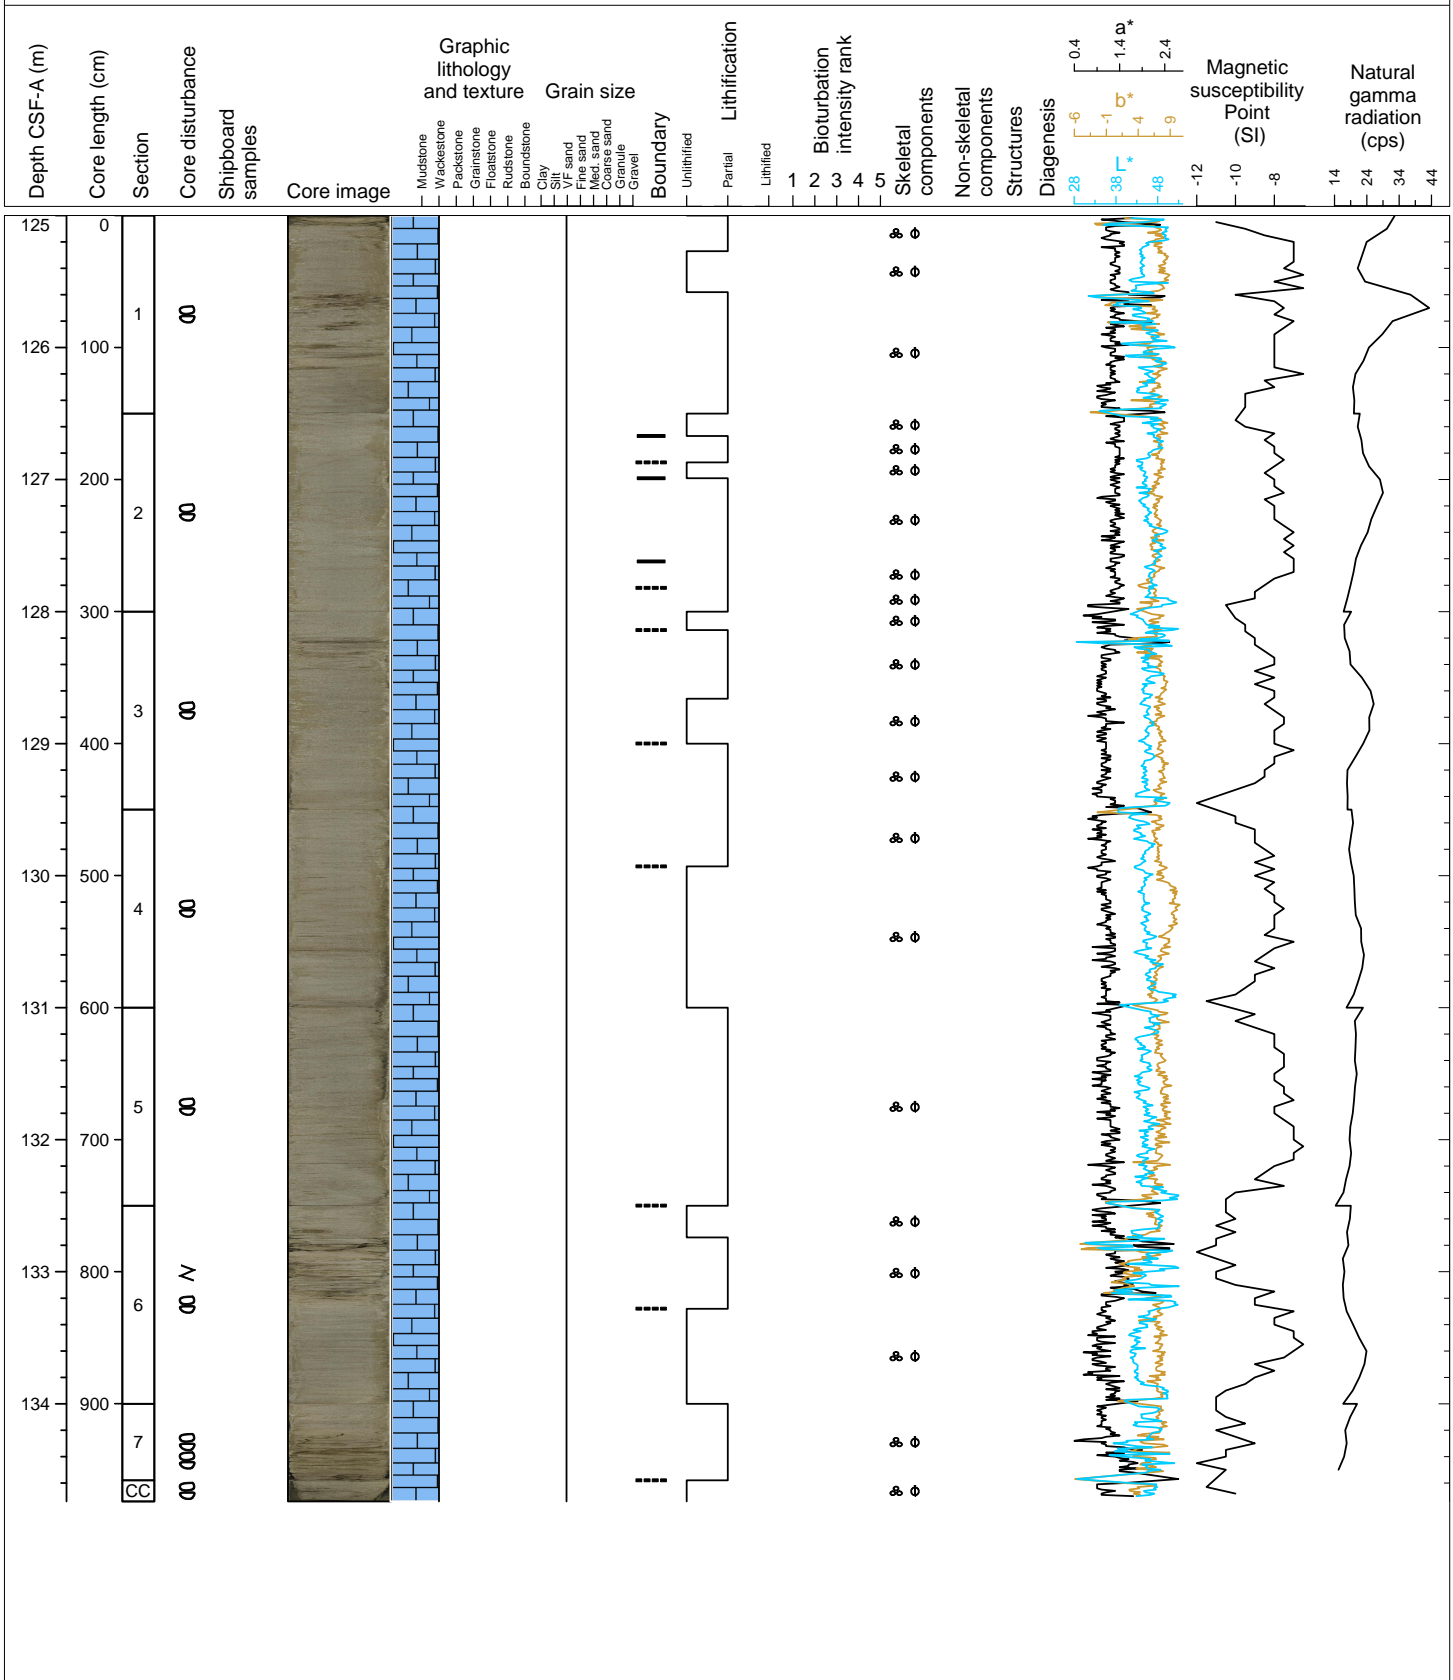 Depth CSF-A (m)
Core length (cm)
Section
Core disturbance
Shipboard
samples
Core image
Graphic
lithology
and texture
Mudstone
Wackestone
Packstone
Grainstone
Floatstone
Rudstone
Boundstone
Grain size
Clay
Silt
VF sand
Fine sand
Med. sand
Coarse sand
Granule
Gravel
Boundary
Lithification
Unlithified
Partial
Lithified
Bioturbation
intensity rank
1 2 3 4 5
Skeletal
components
Non-skeletal
components
Structures
Diagenesis
a*
0.4 1.4 2.4
b*
-6 -1 4 9
L*
28 38 48
Magnetic
susceptibility
Point
(SI)
-12 -10 -8
Natural
gamma
radiation
(cps)
14 24 34 44
125 0
1
126 100
127 200
2
128 300
3
129 400
130 500
4
131 600
5
132 700
133 800
6
134 900
7
CC